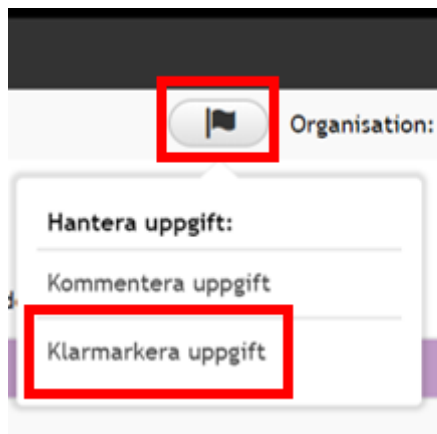 Organisation:
Hantera uppgift:
Kommentera uppgift
Klarmarkera uppgift